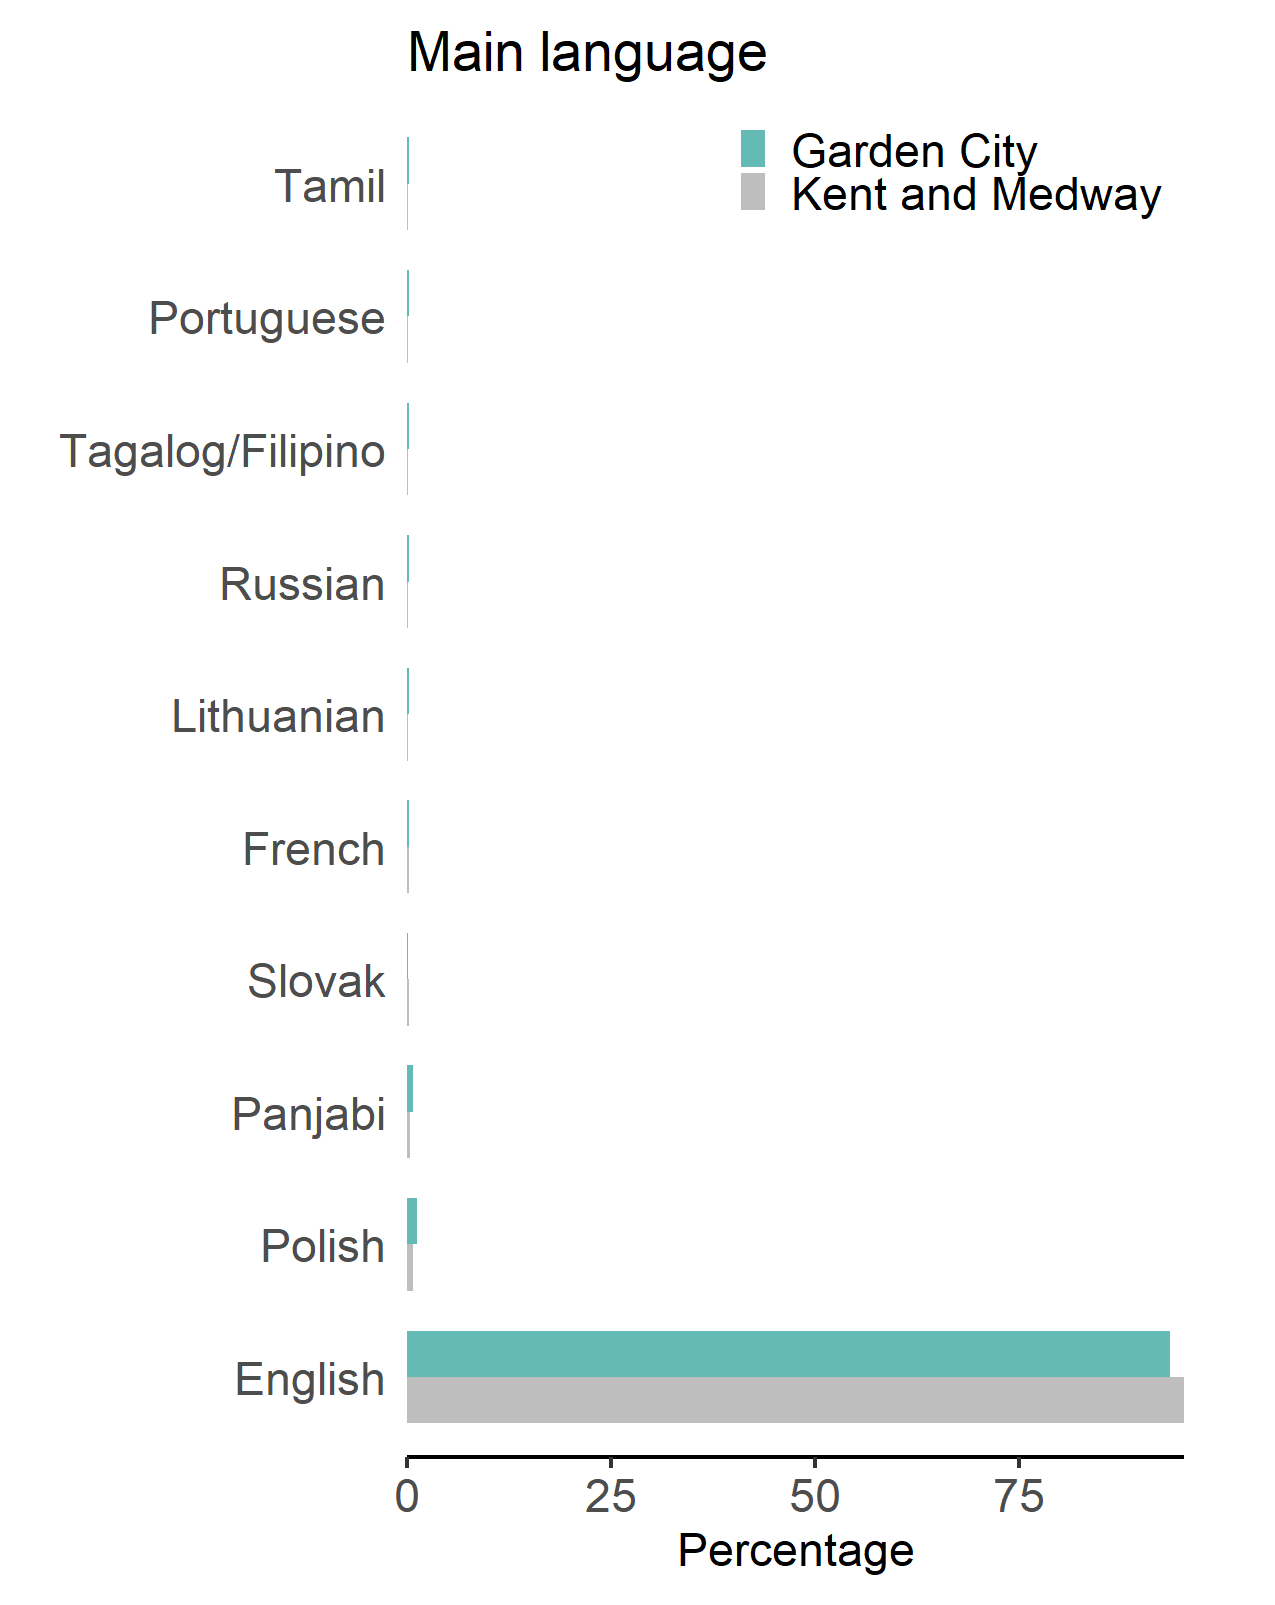 Main language
Garden City
Kent and Medway
Tamil
Portuguese
Tagalog/Filipino
Russian
Lithuanian
French
Slovak
Panjabi
Polish
English
0 25 50 75
Percentage